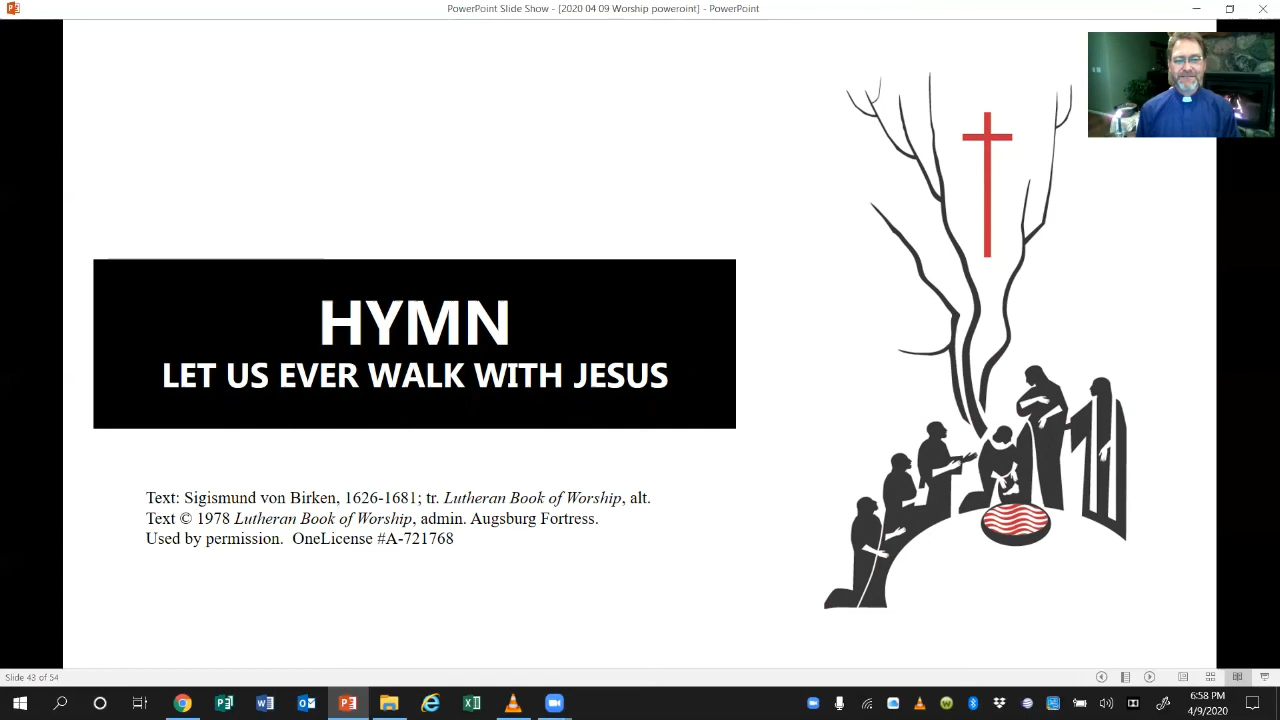 PowerPoint Slide Show - [2020 04 09 Worship poweroint] - PowerPoint
HYMN
LET US EVER WALK WITH JESUS
Text: Sigismund von Birken, 1626-1681; tr. Lutheran Book of Worship, alt.
Text © 1978 Lutheran Book of Worship, admin. Augsburg Fortress.
Used by permission.  OneLicense #A-721768
Slide 43 of 54
6:58 PM
4/9/2020